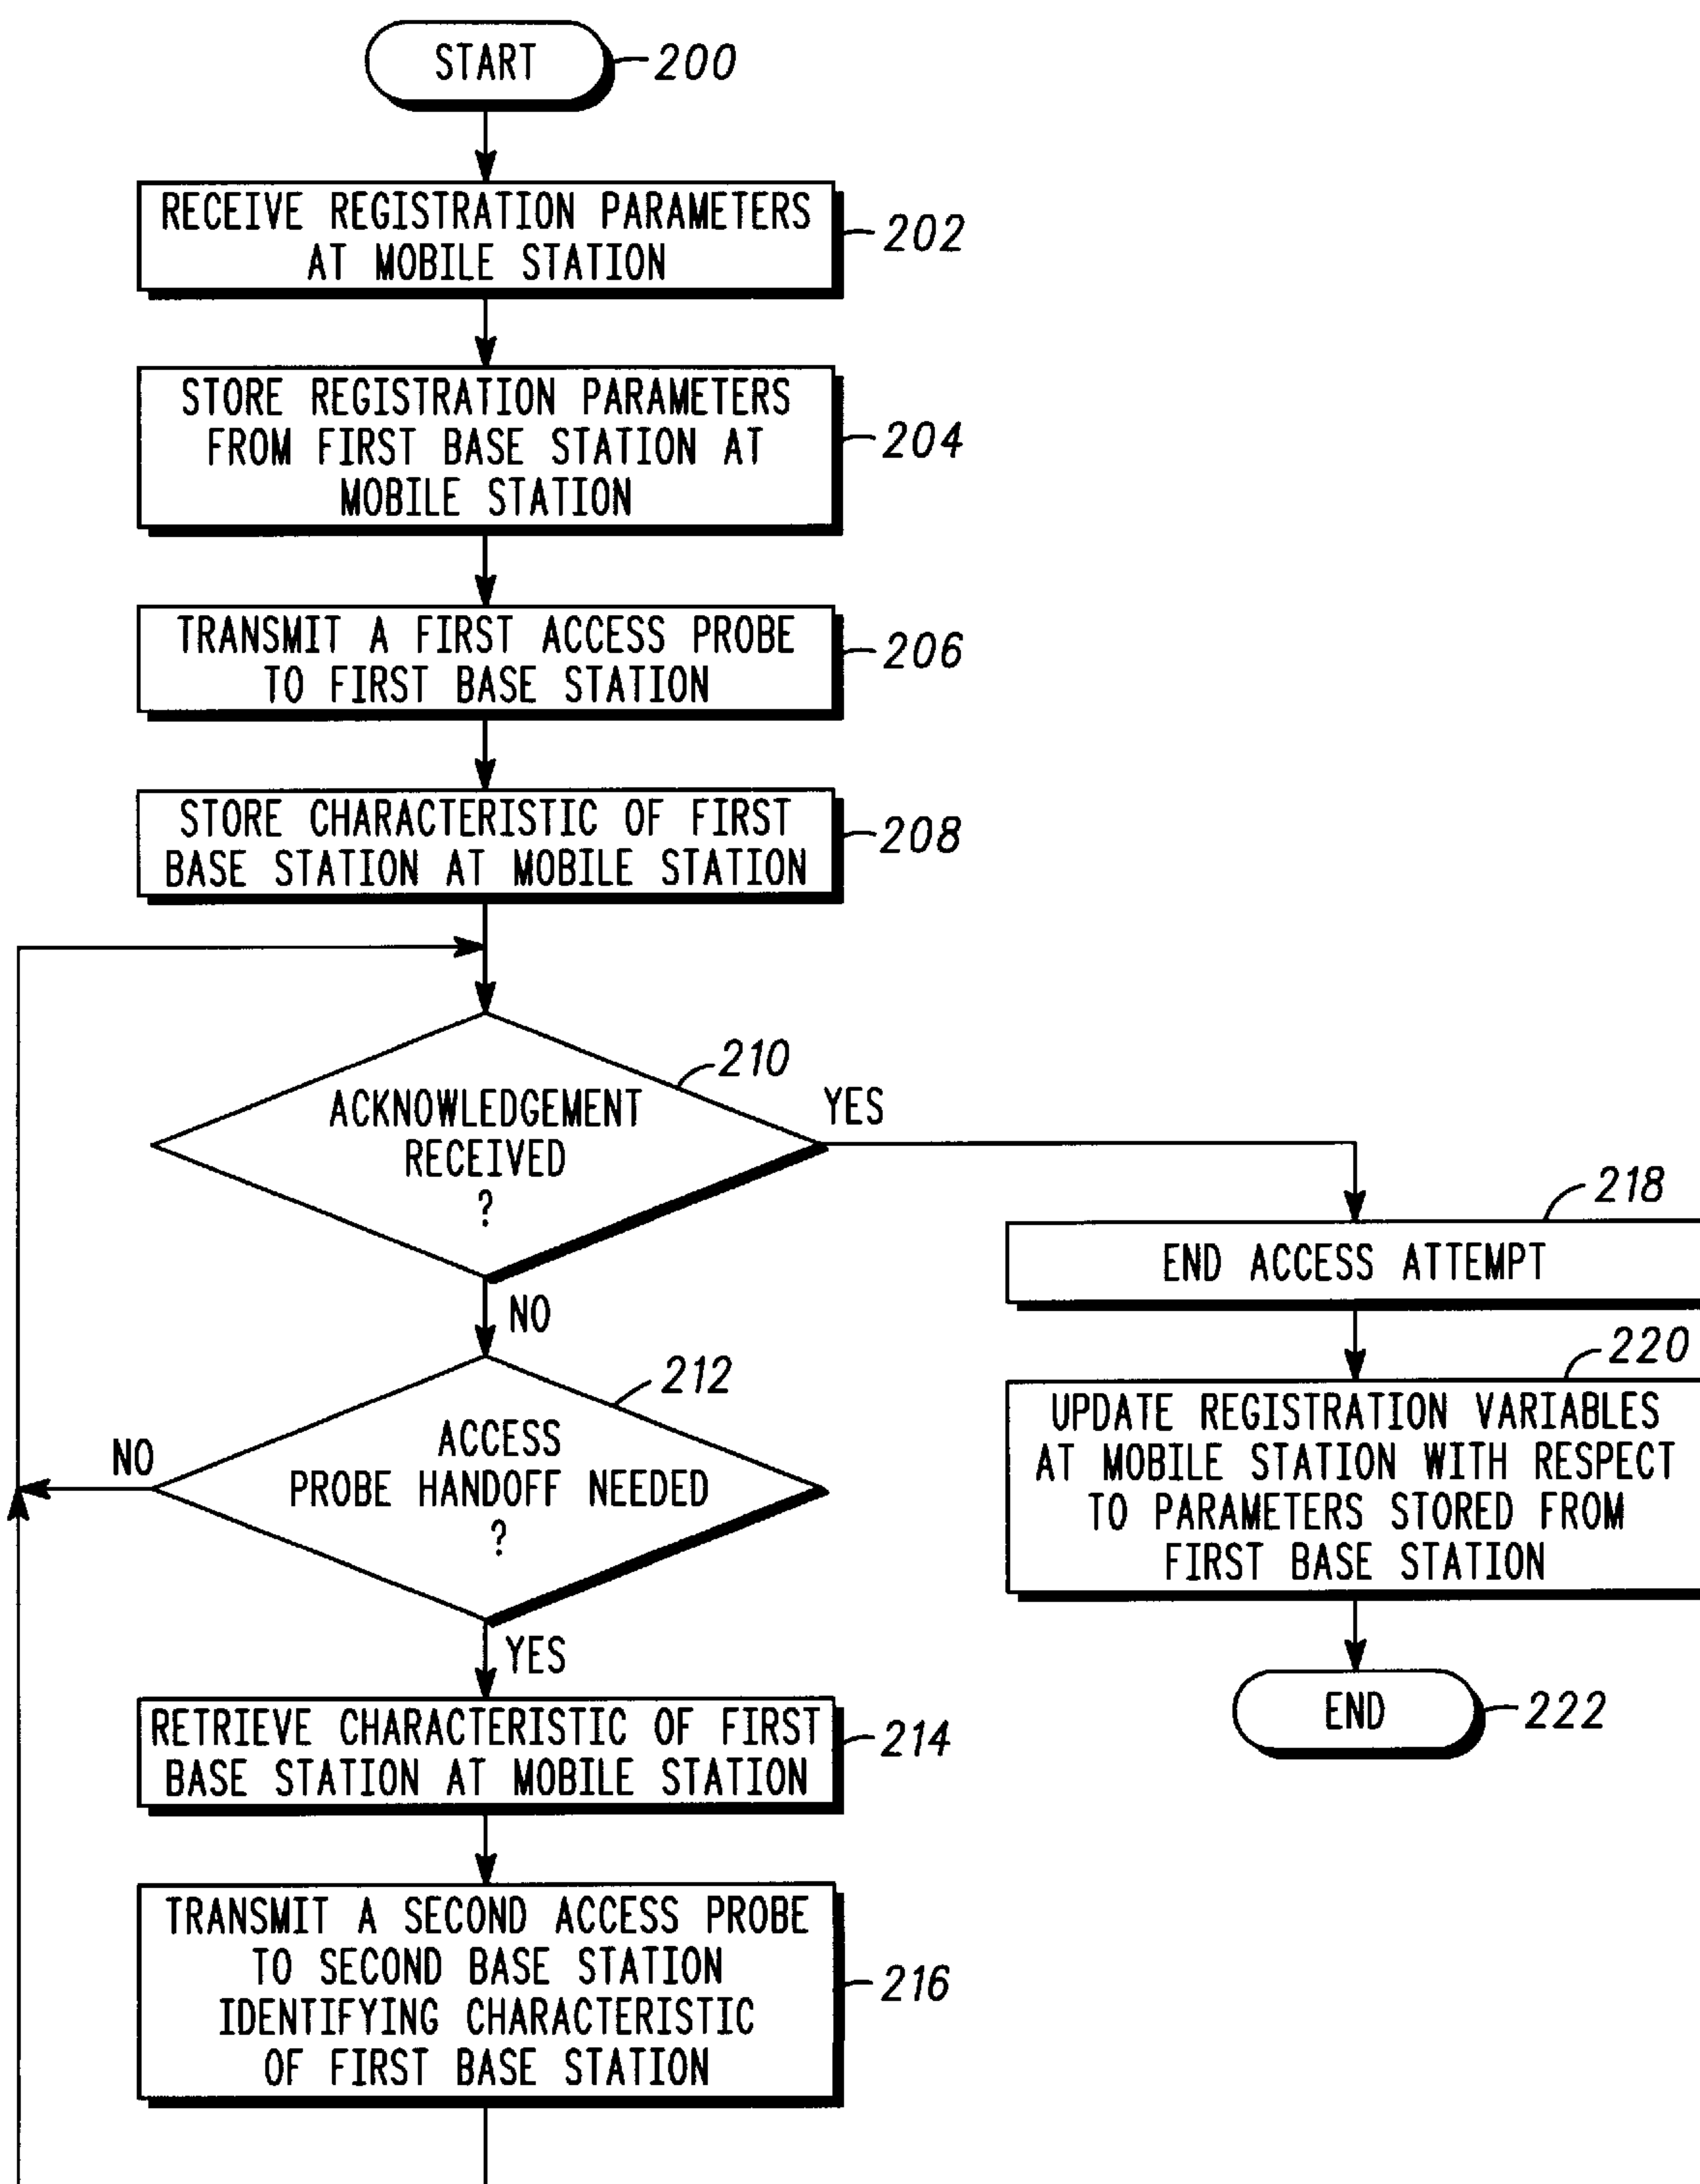 START
200
RECEIVE REGISTRATION PARAMETERS
AT MOBILE STATION
202
STORE REGISTRATION PARAMETERS
FROM FIRST BASE STATION AT
MOBILE STATION
204
TRANSMIT A FIRST ACCESS PROBE
TO FIRST BASE STATION
206
STORE CHARACTERISTIC OF FIRST
BASE STATION AT MOBILE STATION
208
210
ACKNOWLEDGEMENT
RECEIVED
?
YES
NO
212
ACCESS
PROBE HANDOFF NEEDED
?
NO
YES
RETRIEVE CHARACTERISTIC OF FIRST
BASE STATION AT MOBILE STATION
214
TRANSMIT A SECOND ACCESS PROBE
TO SECOND BASE STATION
IDENTIFYING CHARACTERISTIC
OF FIRST BASE STATION
216
218
END ACCESS ATTEMPT
220
UPDATE REGISTRATION VARIABLES
AT MOBILE STATION WITH RESPECT
TO PARAMETERS STORED FROM
FIRST BASE STATION
END
222